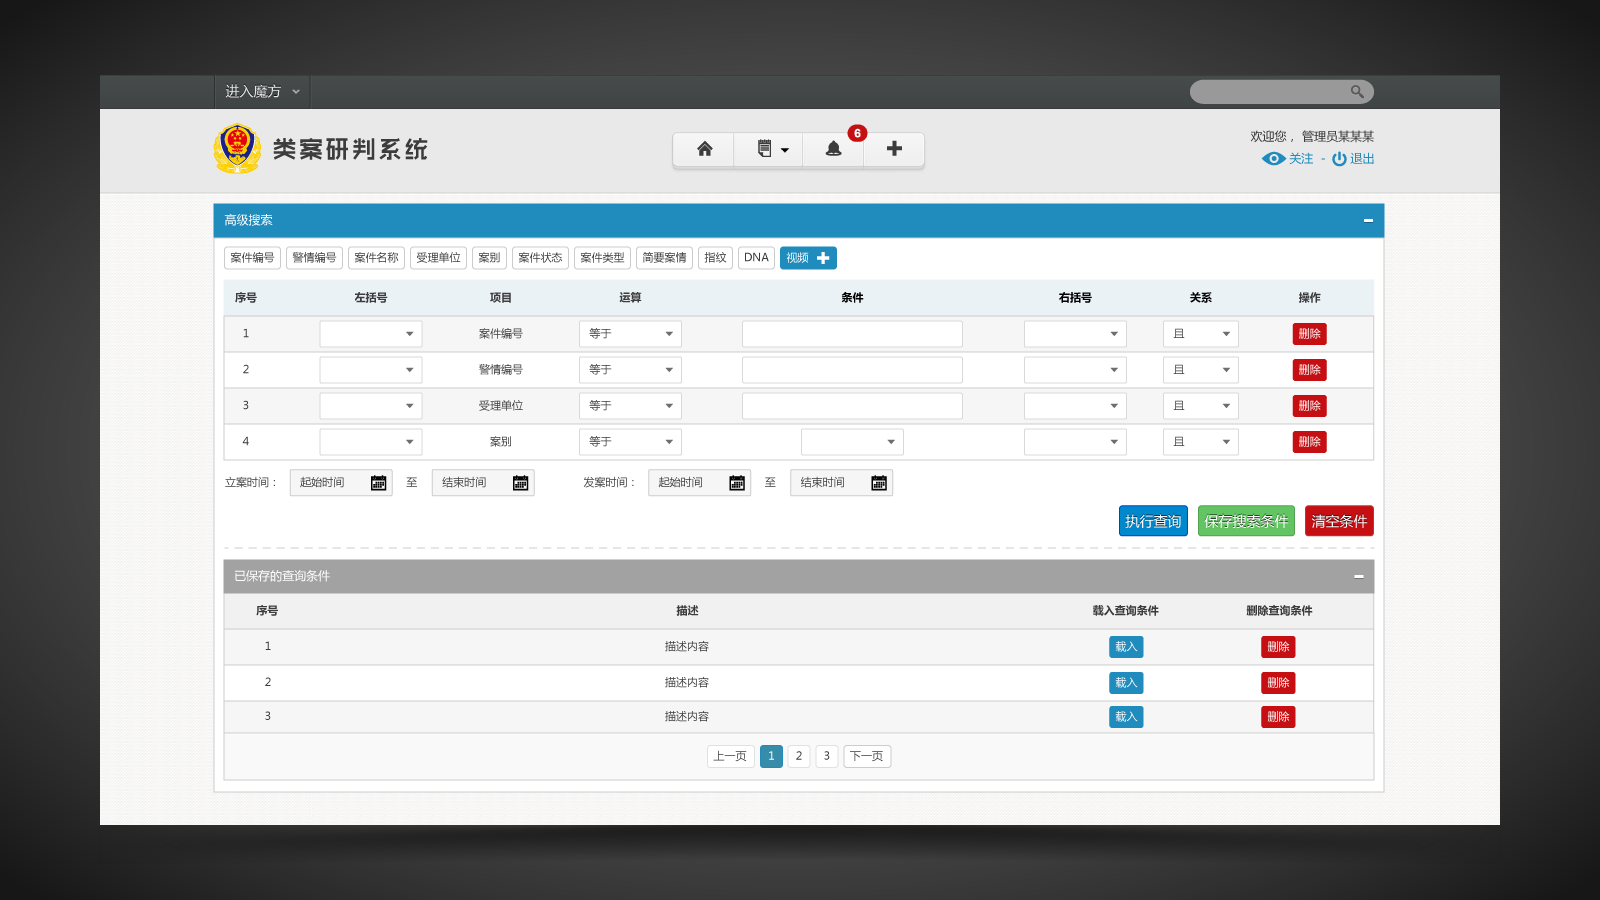 进入魔方
类案研判系统
6
欢迎您，管理员某某某
关注 - 退出
高级搜索
案件编号 警情编号 案件名称 受理单位 案别 案件状态 案件类型 简要案情 指纹 DNA 视频
序号 左括号 项目 运算 条件 右括号 关系 操作
1 案件编号 等于 且 删除
2 警情编号 等于 且 删除
3 受理单位 等于 且 删除
4 案别 等于 且 删除
立案时间： 起始时间 至 结束时间 发案时间： 起始时间 至 结束时间
执行查询 保存搜索条件 清空条件
已保存的查询条件
序号 描述 载入查询条件 删除查询条件
1 描述内容 载入 删除
2 描述内容 载入 删除
3 描述内容 载入 删除
上一页 1 2 3 下一页